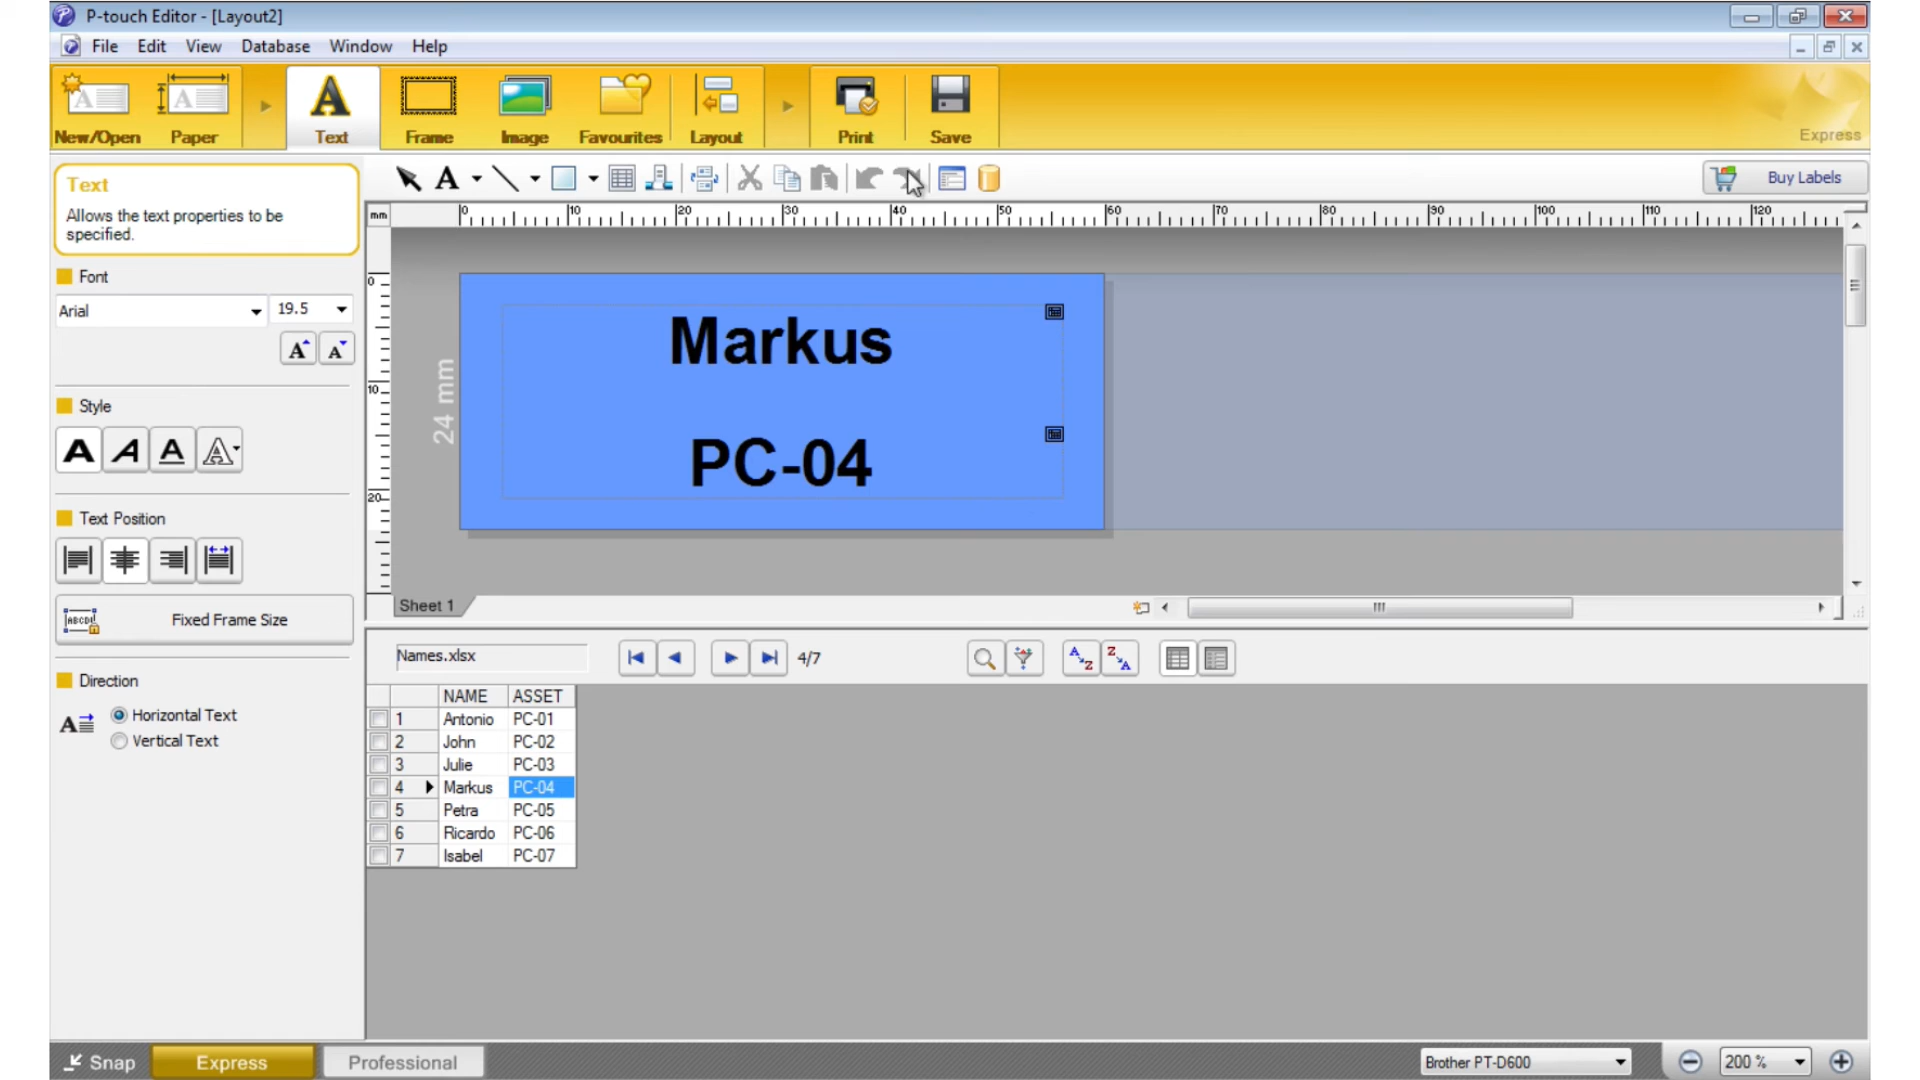 P-touch Editor - [Layout2]
File Edit View Database Window Help
New/Open Paper Text Frame Image Favourites Layout Print Save Express
Text
Allows the text properties to be
specified.
Buy Labels
mm 0 10 20 30 40 50 60 70 80 90 100 110 120
Font
Arial 19.5
0
10
20
24 mm
Markus
PC-04
Style
Text Position
ABCD Fixed Frame Size
Sheet 1
Names.xlsx 4/7
Direction
Horizontal Text
Vertical Text
NAME ASSET
1 Antonio PC-01
2 John PC-02
3 Julie PC-03
4 Markus PC-04
5 Petra PC-05
6 Ricardo PC-06
7 Isabel PC-07
Snap Express Professional Brother PT-D600 200 %